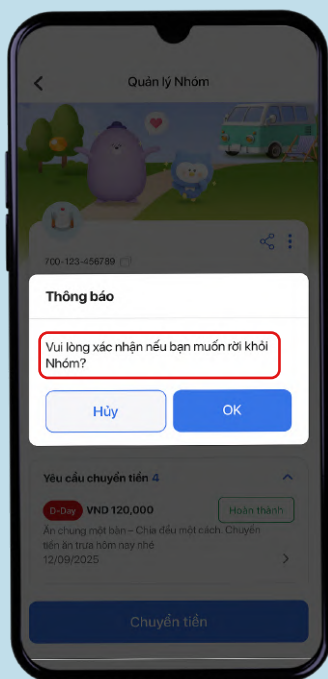 Quản lý Nhóm
700-123-456789
Thông báo
Vui lòng xác nhận nếu bạn muốn rời khỏi
Nhóm?
Hủy
OK
Yêu cầu chuyển tiền 4
D-Day VND 120,000 Hoàn thành
Ăn chung một bàn – Chia đều một cách. Chuyển
tiền ăn trưa hôm nay nhé
12/09/2025
Chuyển tiền